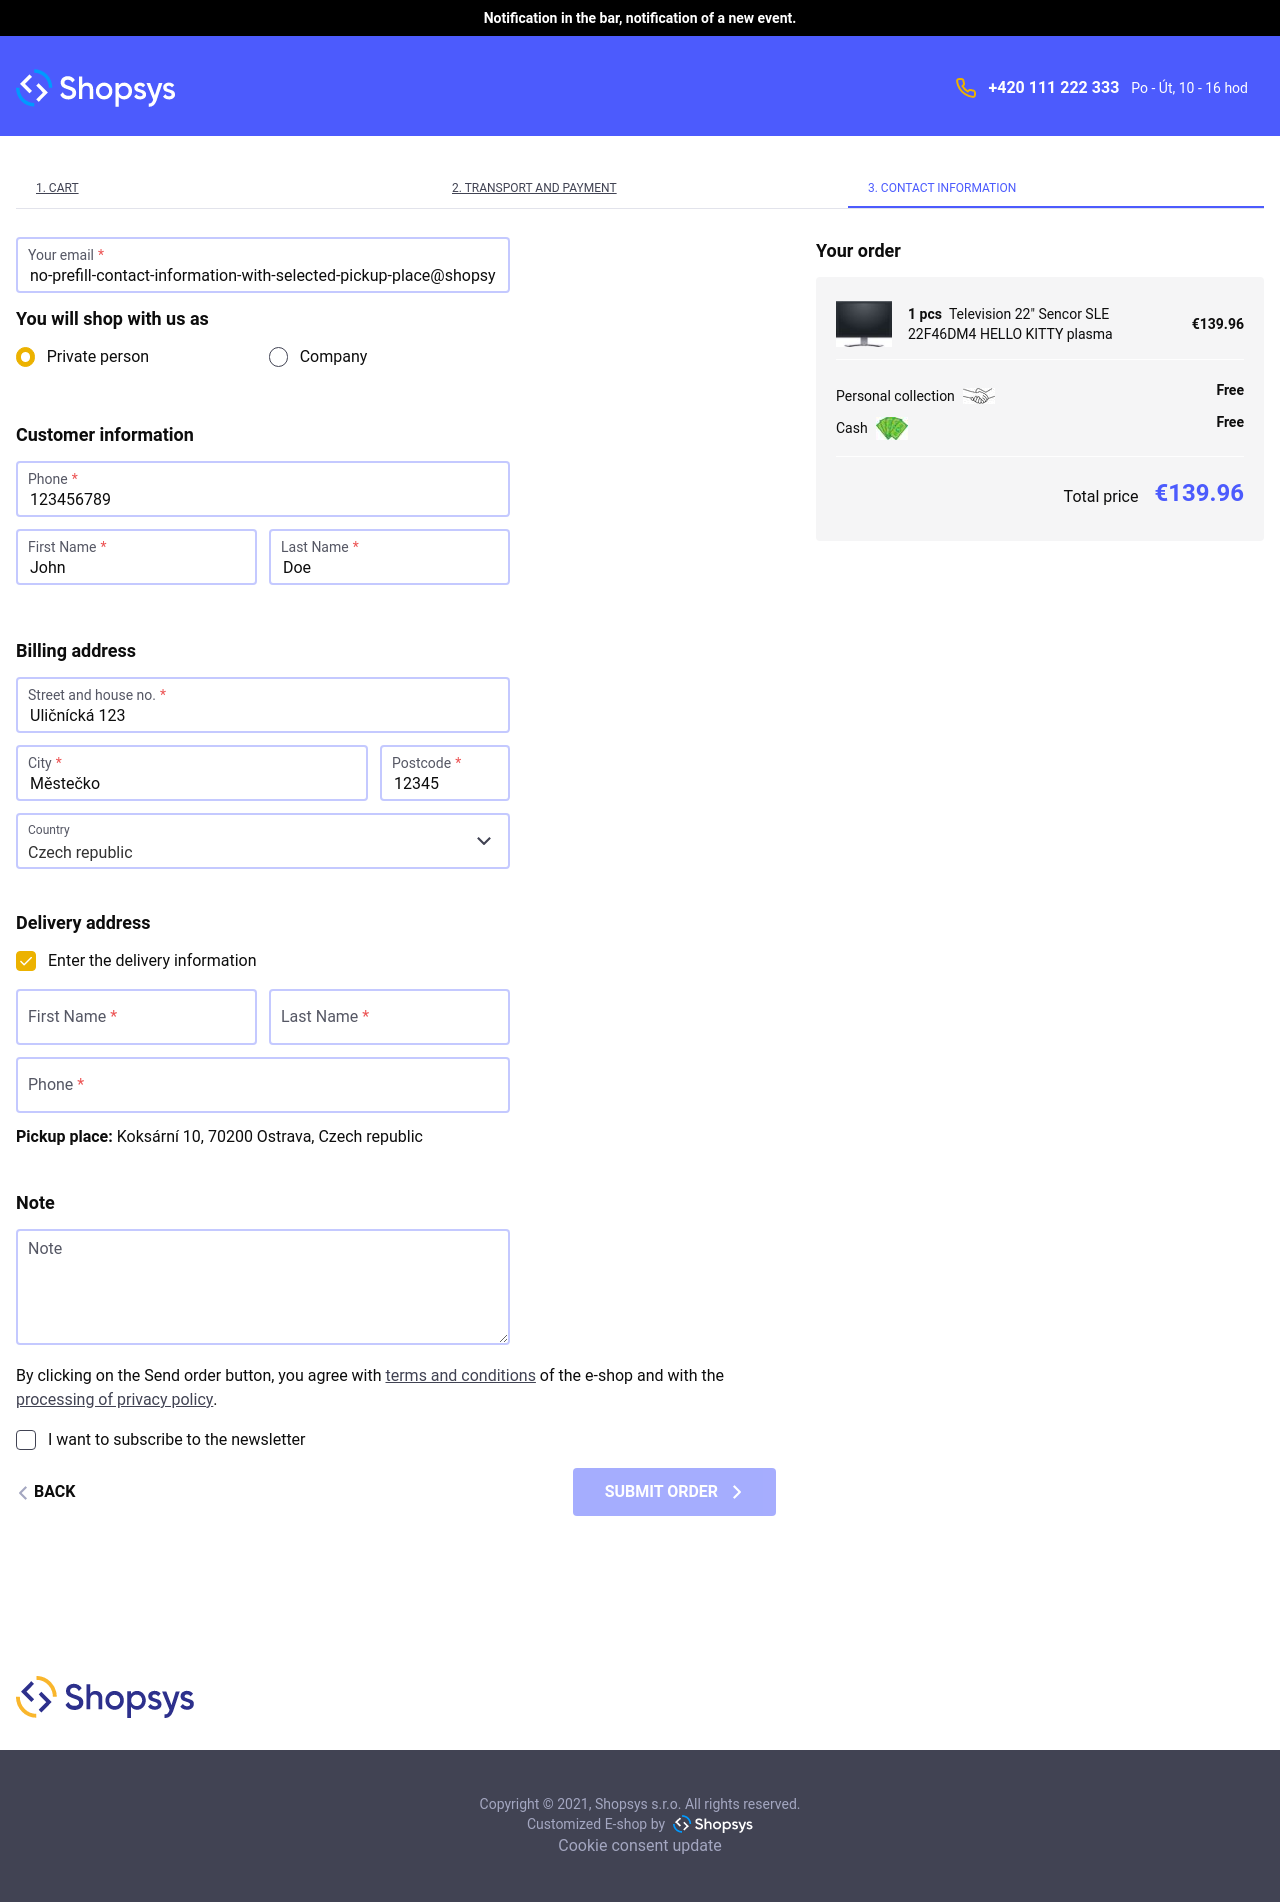 Notification in the bar, notification of a new event.
Shopsys
+420 111 222 333 Po - Út, 10 - 16 hod
1. CART
2. TRANSPORT AND PAYMENT
3. CONTACT INFORMATION
Your email *
no-prefill-contact-information-with-selected-pickup-place@shopsy
You will shop with us as
Private person
Company
Customer information
Phone *
123456789
First Name *
John
Last Name *
Doe
Billing address
Street and house no. *
Uličnícká 123
City *
Městečko
Postcode *
12345
Country
Czech republic
Delivery address
Enter the delivery information
First Name *
Last Name *
Phone *
Pickup place: Koksární 10, 70200 Ostrava, Czech republic
Note
Note
By clicking on the Send order button, you agree with terms and conditions of the e-shop and with the
processing of privacy policy.
I want to subscribe to the newsletter
BACK
SUBMIT ORDER
Your order
1 pcs Television 22" Sencor SLE
22F46DM4 HELLO KITTY plasma
€139.96
Personal collection
Free
Cash
Free
Total price €139.96
Shopsys
Copyright © 2021, Shopsys s.r.o. All rights reserved.
Customized E-shop by Shopsys
Cookie consent update